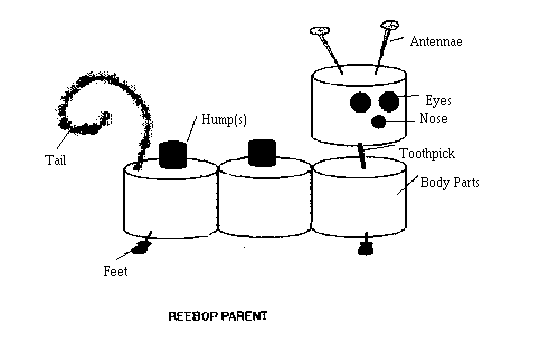 Antennae
Eyes
Nose
Hump(s)
Toothpick
Tail
Body Parts
Feet
REEBOP PARENT